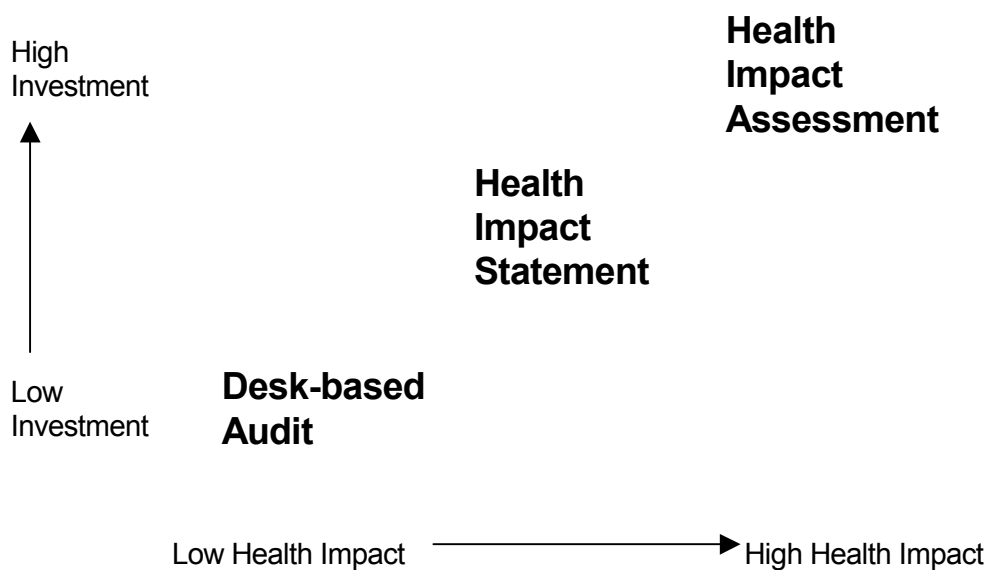 High
Investment
Health
Impact
Assessment
Health
Impact
Statement
Low
Investment
Desk-based
Audit
Low Health Impact
High Health Impact